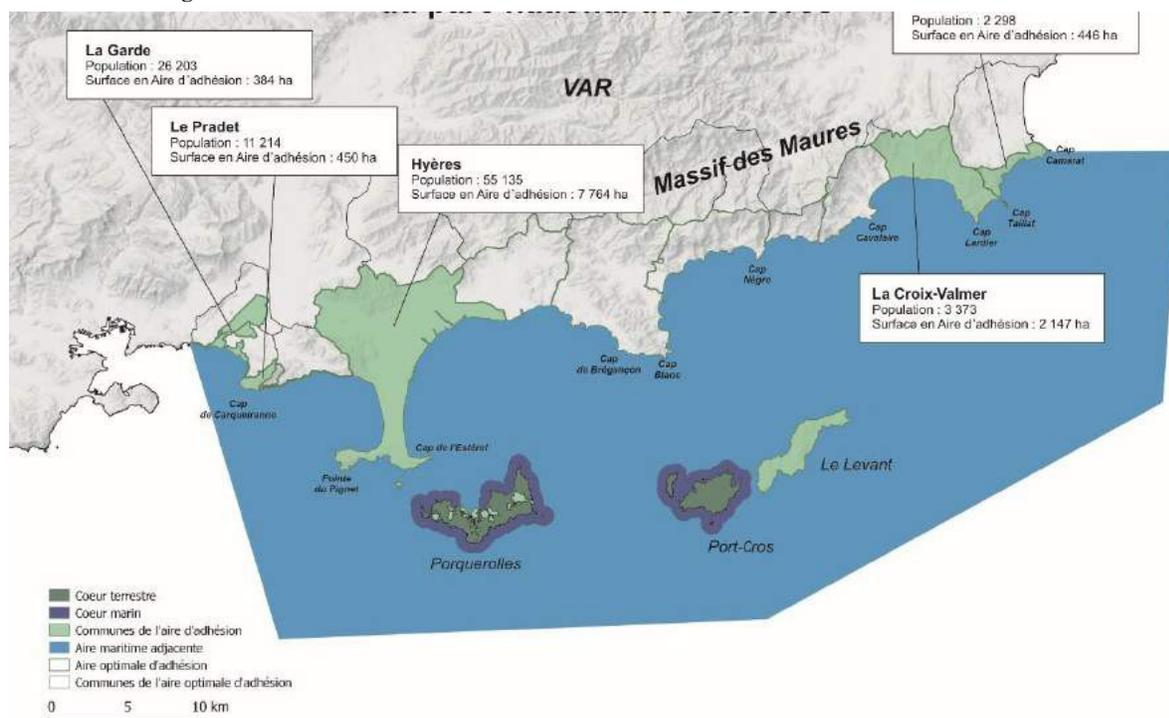 Population : 2 298
Surface en Aire d'adhésion : 446 ha
La Garde
Population : 26 203
Surface en Aire d'adhésion : 384 ha
VAR
Le Pradet
Population : 11 214
Surface en Aire d'adhésion : 450 ha
Massif des Maures
Hyères
Population : 55 135
Surface en Aire d'adhésion : 7 764 ha
Cap
Camarat
Cap
Taillat
Cap
Lardier
Cap
Cavalaire
Cap
Nègre
La Croix-Valmer
Population : 3 373
Surface en Aire d'adhésion : 2 147 ha
Cap
de Brégançon
Cap
Blanc
Cap
de Carqueiranne
Cap de l'Estérel
Pointe
du Pignet
Le Levant
Port-Cros
Porquerolles
Coeur terrestre
Coeur marin
Communes de l'aire d'adhésion
Aire maritime adjacente
Aire optimale d'adhésion
Communes de l'aire optimale d'adhésion
0 5 10 km